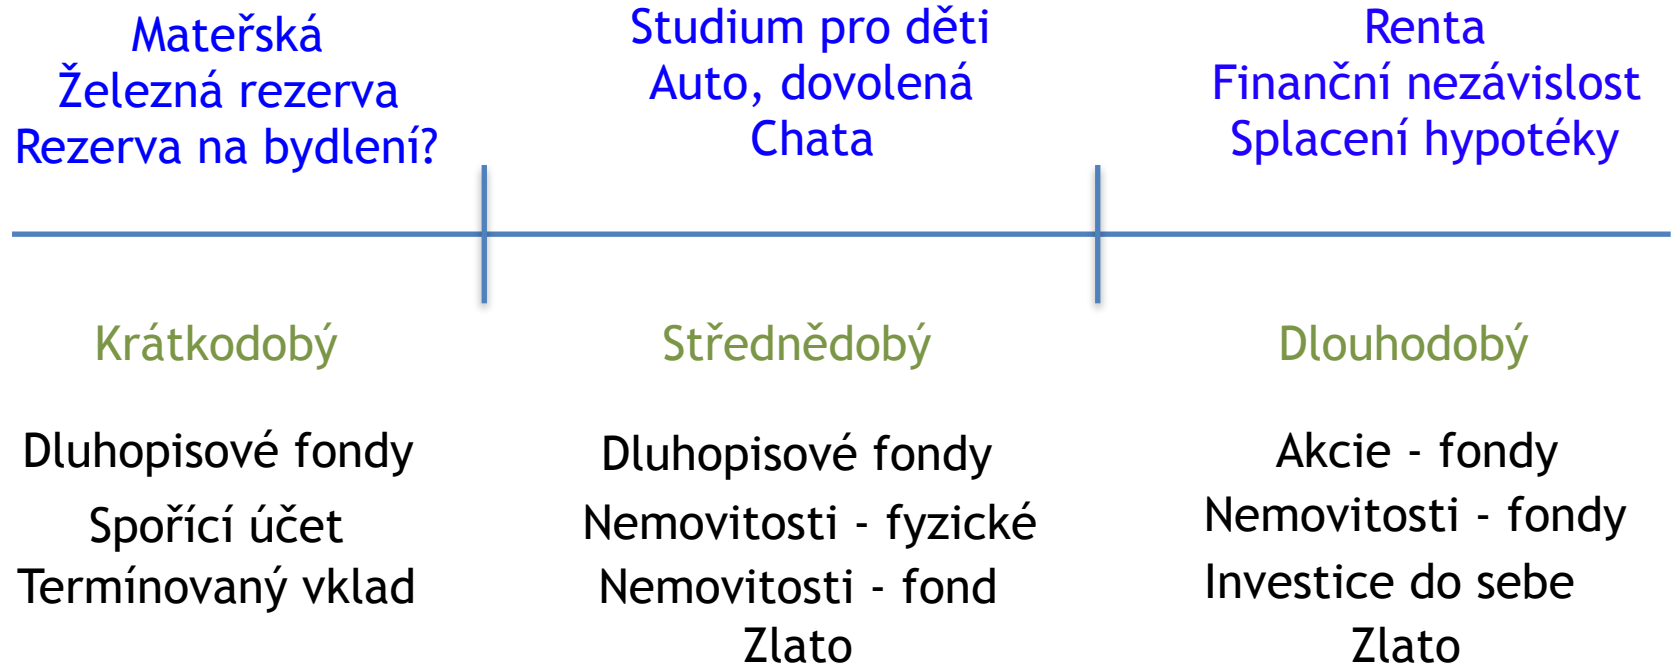 Mateřská
Železná rezerva
Rezerva na bydlení?
Studium pro děti
Auto, dovolená
Chata
Renta
Finanční nezávislost
Splacení hypotéky
Krátkodobý
Střednědobý
Dlouhodobý
Dluhopisové fondy
Spořící účet
Termínovaný vklad
Dluhopisové fondy
Nemovitosti - fyzické
Nemovitosti - fond
Zlato
Akcie - fondy
Nemovitosti - fondy
Investice do sebe
Zlato